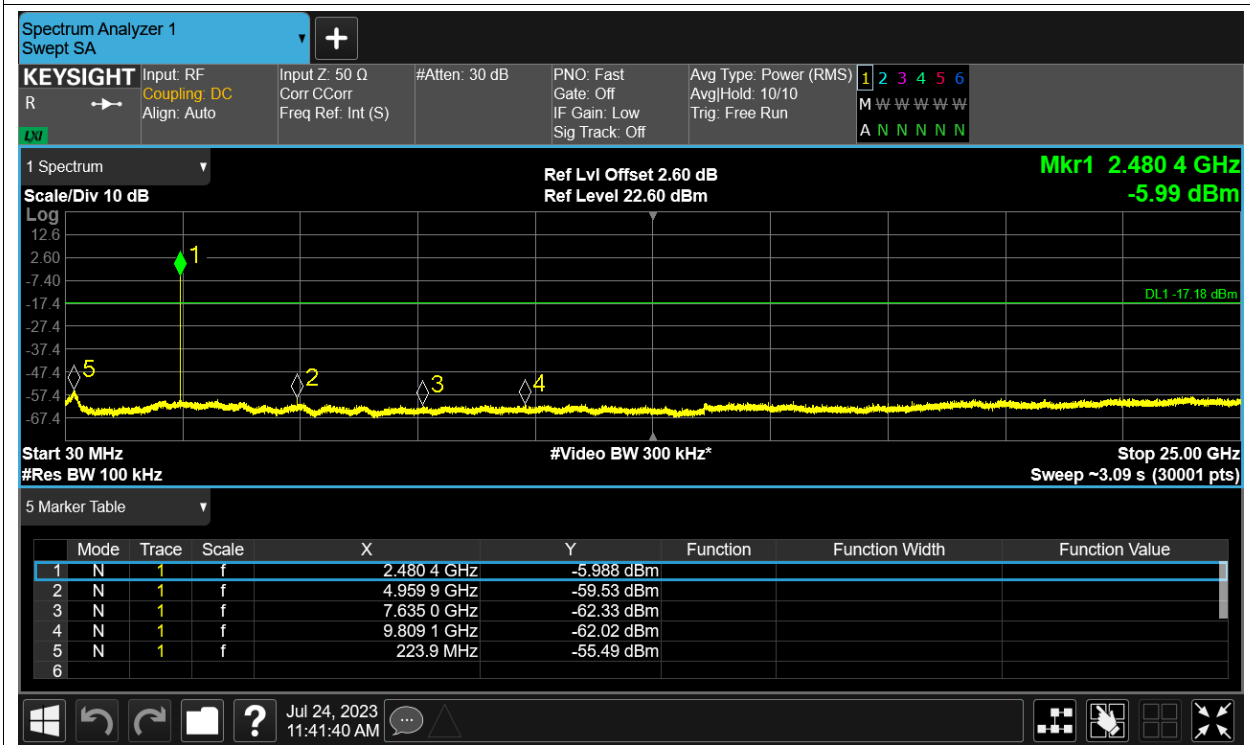 Spectrum Analyzer 1
Swept SA
KEYSIGHT
R
LXI
Input: RF
Coupling: DC
Align: Auto
Input Z: 50 Ω
Corr CCorr
Freq Ref: Int (S)
#Atten: 30 dB
PNO: Fast
Gate: Off
IF Gain: Low
Sig Track: Off
Avg Type: Power (RMS)
Avg|Hold: 10/10
Trig: Free Run
1 2 3 4 5 6
M W W W W W
A N N N N N
1 Spectrum
Scale/Div 10 dB
Ref Lvl Offset 2.60 dB
Ref Level 22.60 dBm
Mkr1 2.480 4 GHz
-5.99 dBm
Log
12.6
2.60
-7.40
-17.4
-27.4
-37.4
-47.4
-57.4
-67.4
1
DL1 -17.18 dBm
5
2
3
4
Start 30 MHz
#Video BW 300 kHz*
Stop 25.00 GHz
#Res BW 100 kHz
Sweep ~3.09 s (30001 pts)
5 Marker Table
Mode Trace Scale X Y Function Function Width Function Value
1 N 1 f 2.480 4 GHz -5.988 dBm
2 N 1 f 4.959 9 GHz -59.53 dBm
3 N 1 f 7.635 0 GHz -62.33 dBm
4 N 1 f 9.809 1 GHz -62.02 dBm
5 N 1 f 223.9 MHz -55.49 dBm
6
?
Jul 24, 2023
11:41:40 AM